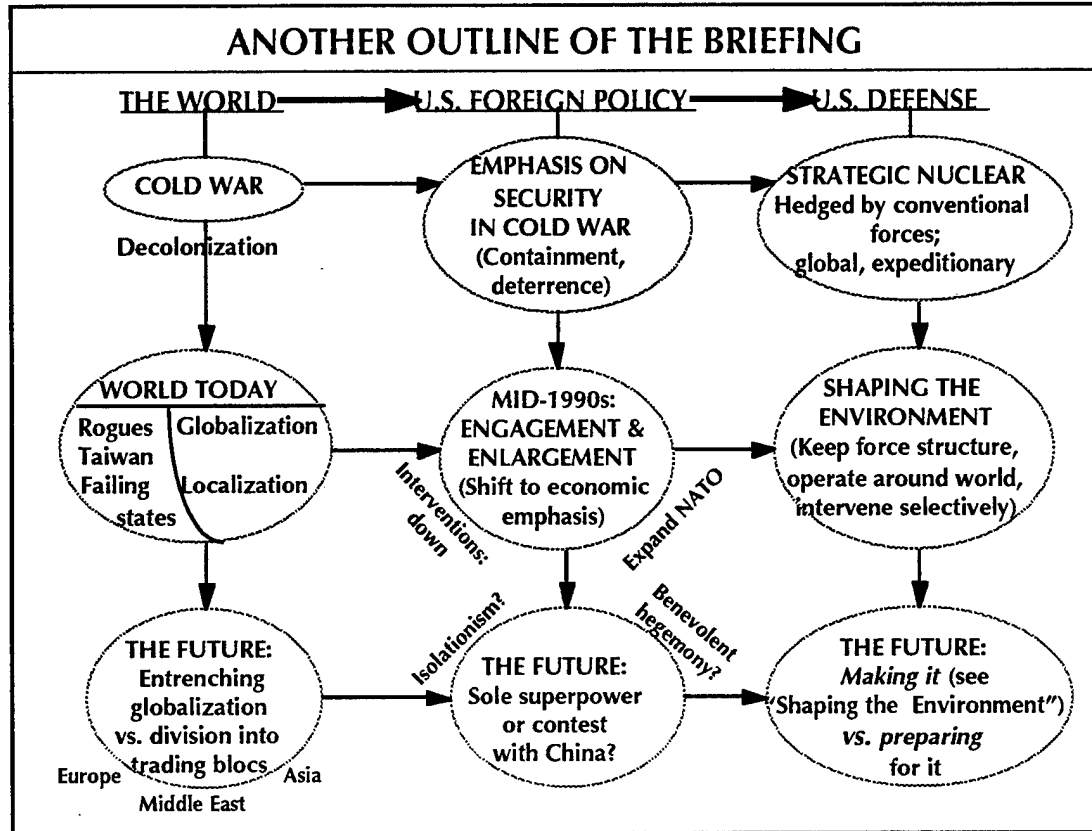 ANOTHER OUTLINE OF THE BRIEFING
THE WORLD
U.S. FOREIGN POLICY
U.S. DEFENSE
COLD WAR
Decolonization
EMPHASIS ON
SECURITY
IN COLD WAR
(Containment,
deterrence)
STRATEGIC NUCLEAR
Hedged by conventional
forces;
global, expeditionary
WORLD TODAY
Rogues
Taiwan
Failing
states
Globalization
Localization
Interventions:
down
MID-1990s:
ENGAGEMENT &
ENLARGEMENT
(Shift to economic
emphasis)
Expand NATO
SHAPING THE
ENVIRONMENT
(Keep force structure,
operate around world,
intervene selectively)
THE FUTURE:
Entrenching
globalization
vs. division into
trading blocs
Europe
Middle East
Asia
Isolationism?
THE FUTURE:
Sole superpower
or contest
with China?
Benevolent
hegemony?
THE FUTURE:
Making it (see
'Shaping the Environment")
vs. preparing
for it